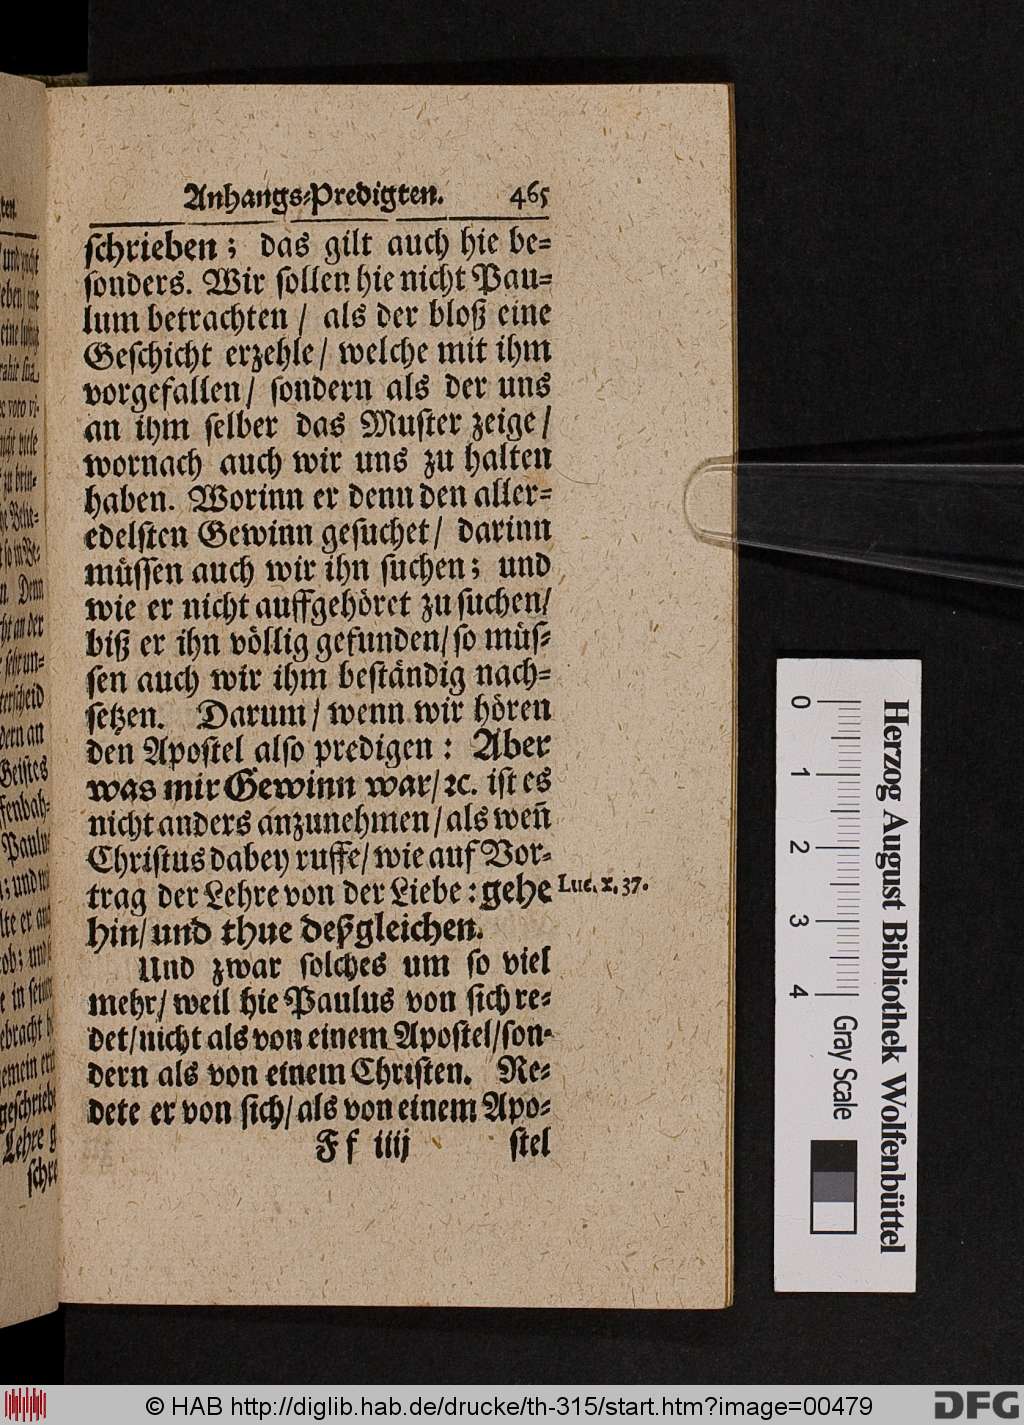 Anhangs-Predigten. 465
schrieben; das gilt auch hie be-
sonders. Wir sollen hie nicht Pau-
lum betrachten / als der bloß eine
Geschicht erzehle / welche mit ihm
vorgefallen / sondern als der uns
an ihm selber das Muster zeige /
wornach auch wir uns zu halten
haben. Worinn er denn den aller-
edelsten Gewinn gesuchet / darinn
müssen auch wir ihn suchen; und
wie er nicht auffgehöret zu suchen /
biß er ihn völlig gefunden / so müs-
sen auch wir ihm beständig nach-
setzen. Darum / wenn wir hören
den Apostel also predigen: Aber
was mir Gewinn war / ꝛc. ist es
nicht anders anzunehmen / als weñ
Christus dabey ruffe / wie auf Vor-
trag der Lehre von der Liebe: gehe
Luc. x. 37.
hin / und thue deßgleichen.
Und zwar solches um so viel
mehr / weil hie Paulus von sich re-
det / nicht als von einem Apostel / son-
dern als von einem Christen. Re-
dete er von sich / als von einem Apo-
Ff iiij stel
Herzog August Bibliothek Wolfenbüttel
0 1 2 3 4 Gray Scale
© HAB http://diglib.hab.de/drucke/th-315/start.htm?image=00479
DFG